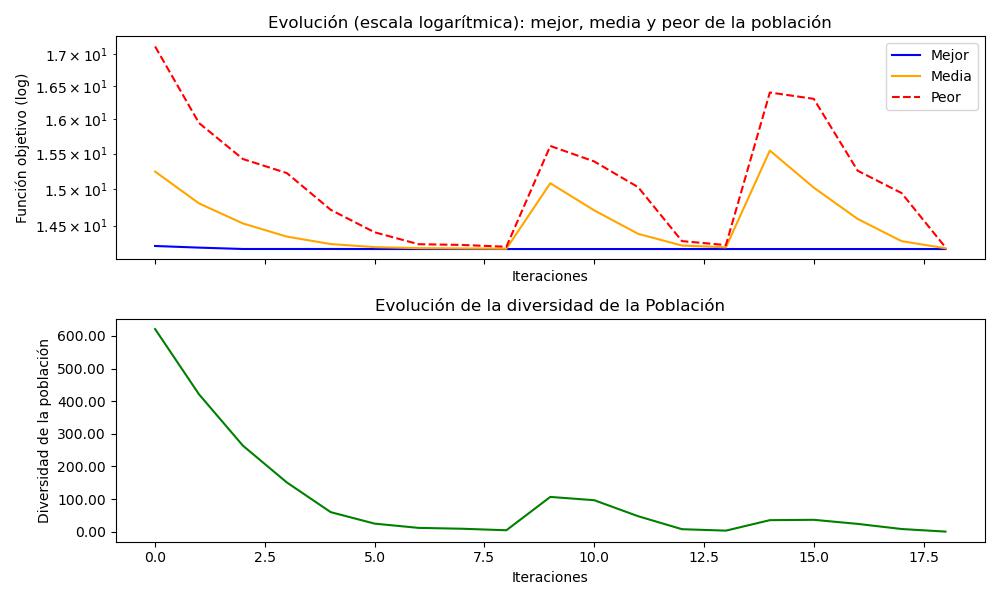 Evolución (escala logarítmica): mejor, media y peor de la población
Función objetivo (log)
1.7 × 10¹
1.65 × 10¹
1.6 × 10¹
1.55 × 10¹
1.5 × 10¹
1.45 × 10¹
Mejor
Media
Peor
Iteraciones
Evolución de la diversidad de la Población
Diversidad de la población
600.00
500.00
400.00
300.00
200.00
100.00
0.00
0.0 2.5 5.0 7.5 10.0 12.5 15.0 17.5
Iteraciones